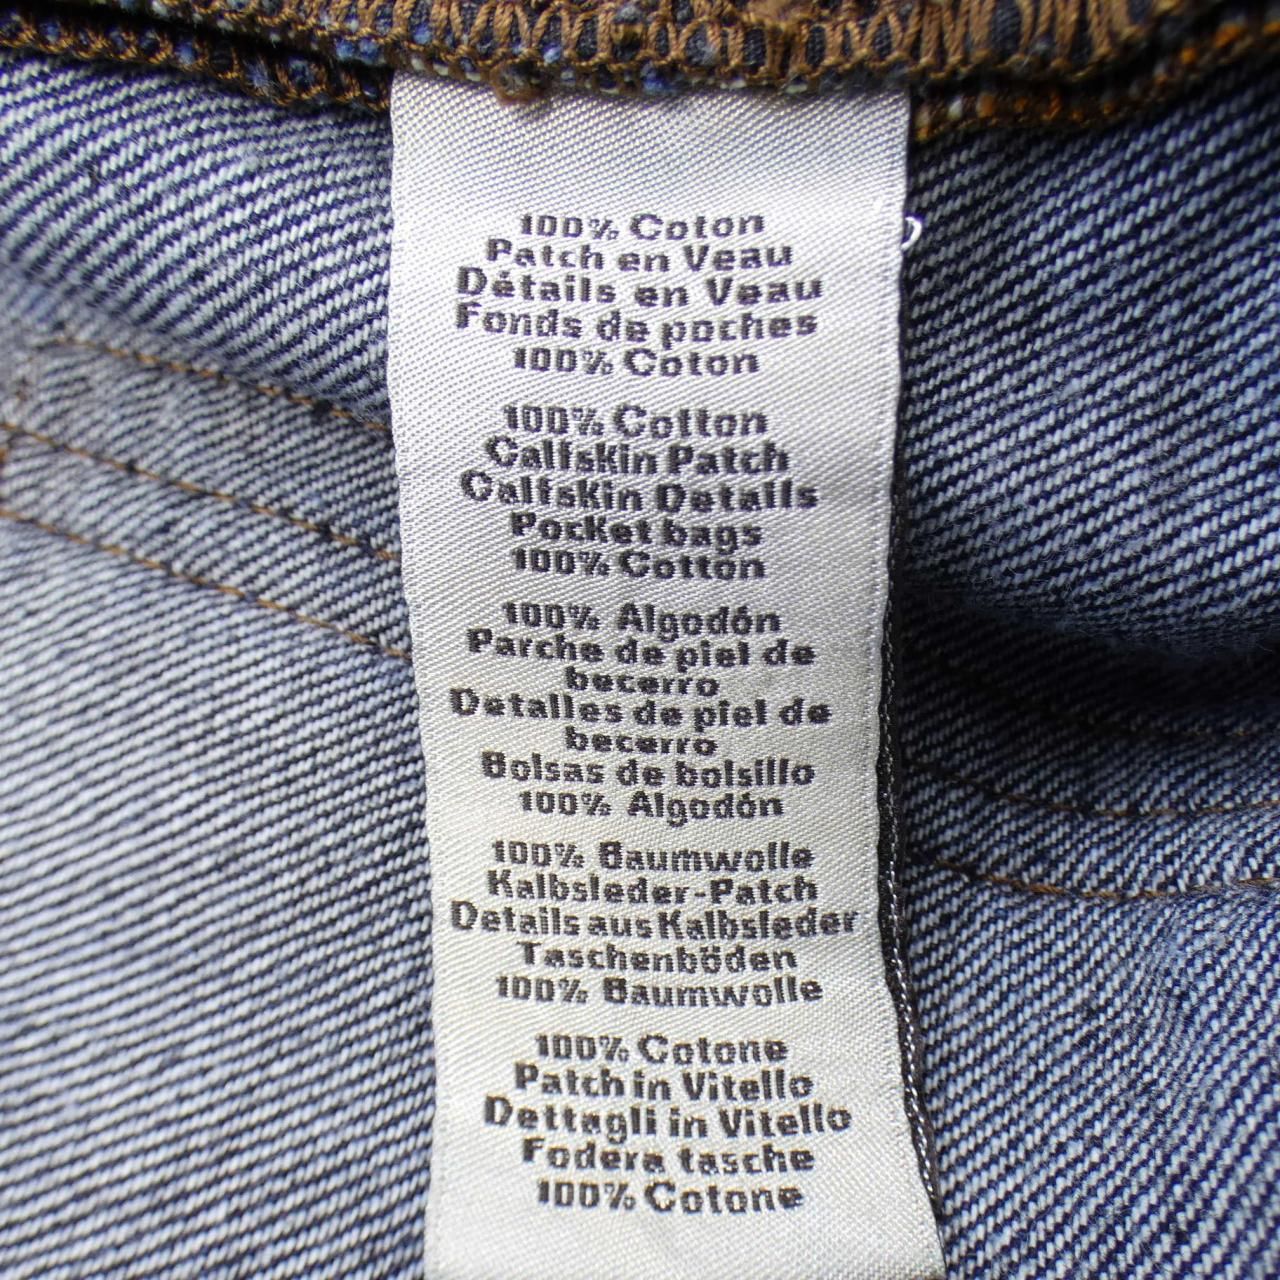 100% Coton
Patch en Veau
Détails en Veau
Fonds de poches
100% Coton
100% Cotton
Calfskin Patch
Calfskin Details
Pocket bags
100% Cotton
100% Algodón
Parche de piel de
becerro
Detalles de piel de
becerro
Bolsas de bolsillo
100% Algodón
100% Baumwolle
Kalbsleder-Patch
Details aus Kalbsleder
Taschenböden
100% Baumwolle
100% Cotone
Patch in Vitello
Dettagli in Vitello
Fodera tasche
100% Cotone